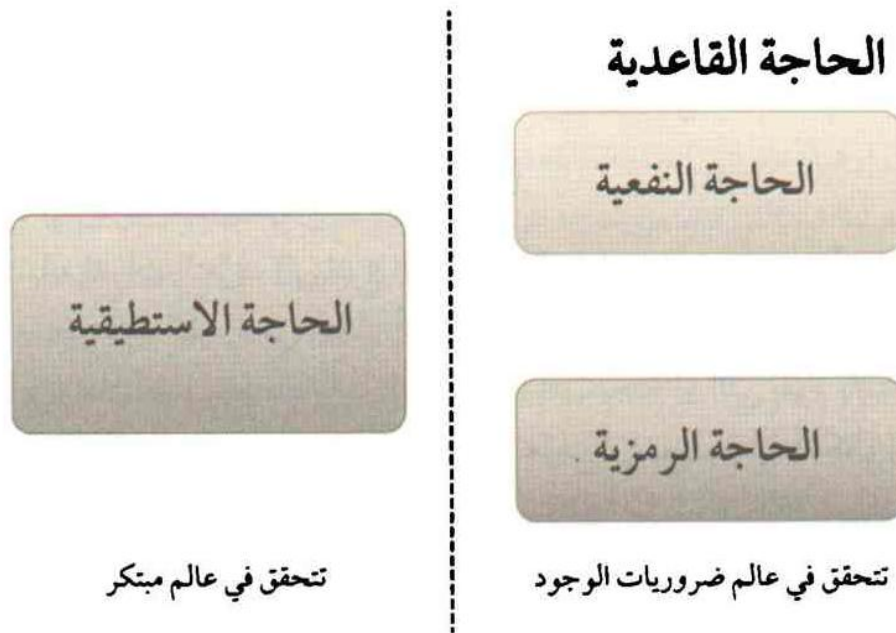 الحاجة القاعدية
الحاجة النفعية
الحاجة الرمزية
تتحقق في عالم ضروريات الوجود
الحاجة الاستطيقية
تتحقق في عالم مبتكر